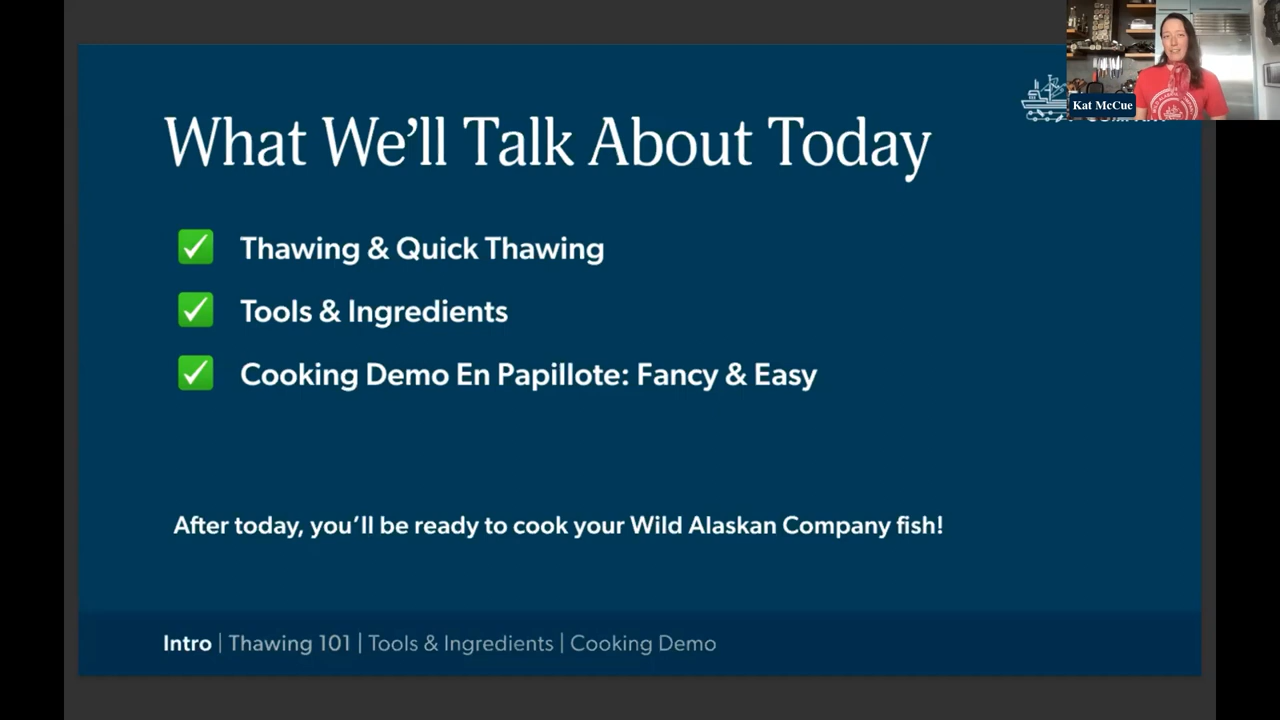 What We'll Talk About Today
Kat McCue
✅ Thawing & Quick Thawing
✅ Tools & Ingredients
✅ Cooking Demo En Papillote: Fancy & Easy
After today, you'll be ready to cook your Wild Alaskan Company fish!
Intro | Thawing 101 | Tools & Ingredients | Cooking Demo